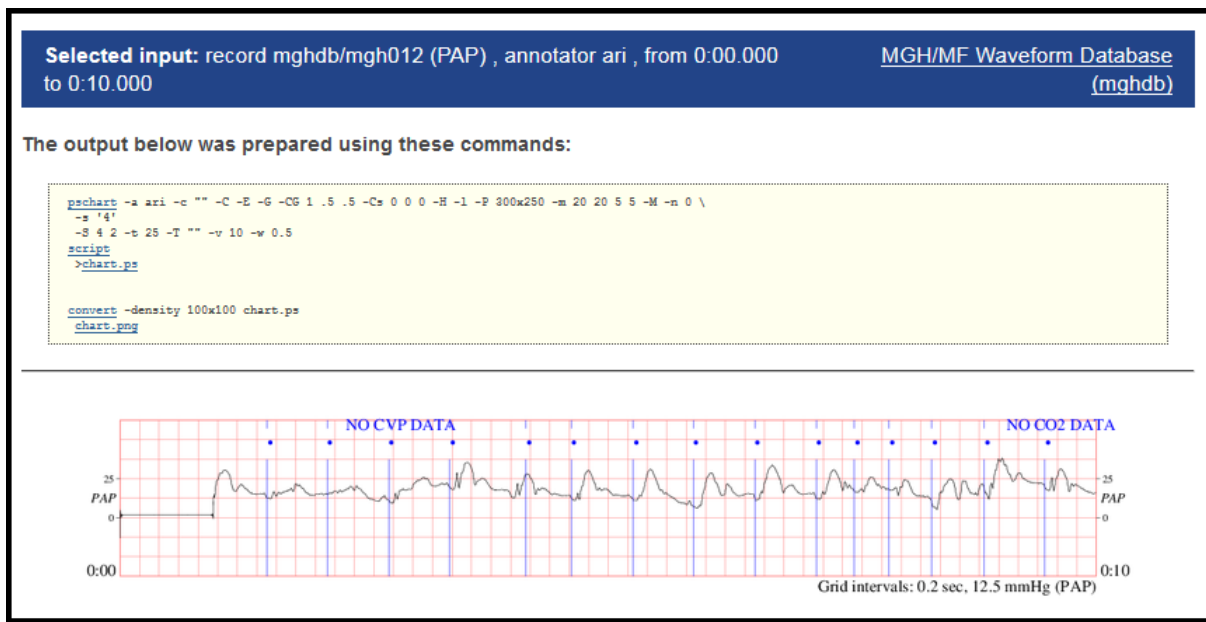 Selected input: record mghdb/mgh012 (PAP) , annotator ari , from 0:00.000
to 0:10.000
MGH/MF Waveform Database
(mghdb)
The output below was prepared using these commands:
pschart -a ari -c "" -C -E -G -CG 1 .5 .5 -Cs 0 0 0 -H -l -P 300x250 -m 20 20 5 5 -M -n 0 \
-s '4'
-S 4 2 -t 25 -T "" -v 10 -w 0.5
script
>chart.ps
convert -density 100x100 chart.ps
chart.png
NO CVP DATA
NO CO2 DATA
25
PAP
0
25
PAP
0
0:00
0:10
Grid intervals: 0.2 sec, 12.5 mmHg (PAP)